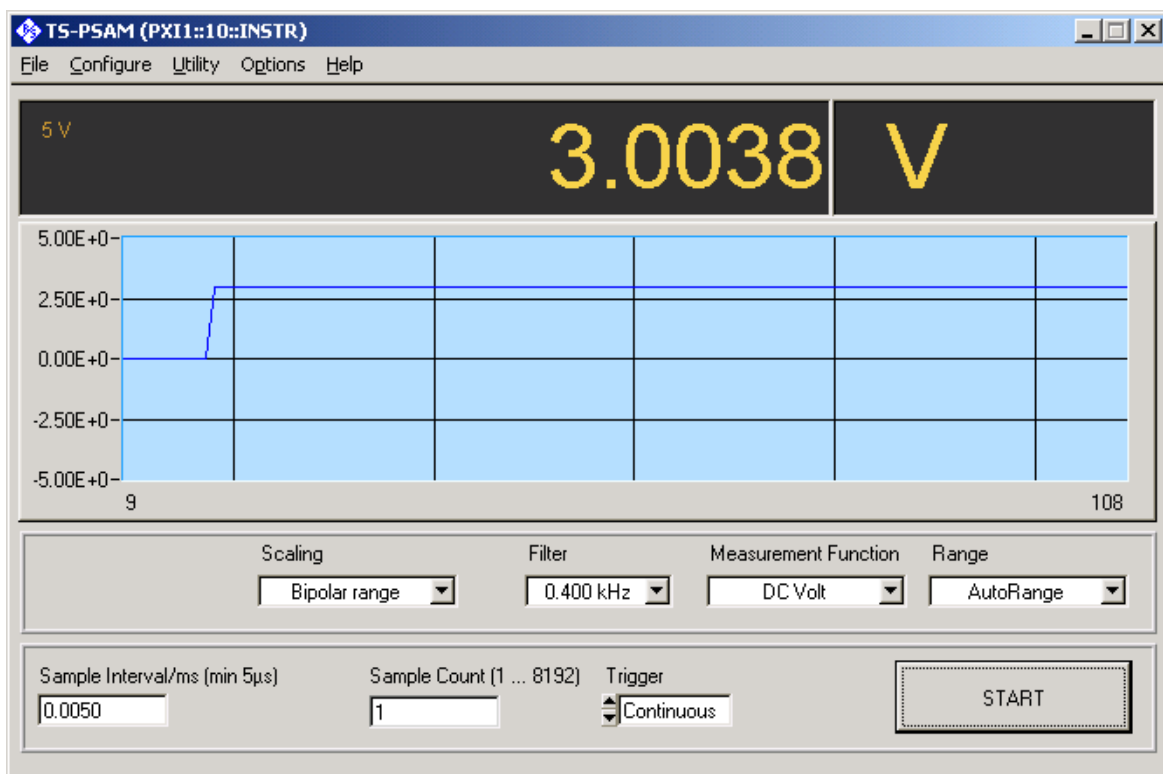 TS-PSAM (PXI1::10::INSTR)
File Configure Utility Options Help
5 V
3.0038 V
5.00E+0
2.50E+0
0.00E+0
-2.50E+0
-5.00E+0
9 108
Scaling Filter Measurement Function Range
Bipolar range 0.400 kHz DC Volt AutoRange
Sample Interval/ms (min 5µs) Sample Count (1 ... 8192) Trigger
0.0050 1 Continuous
START